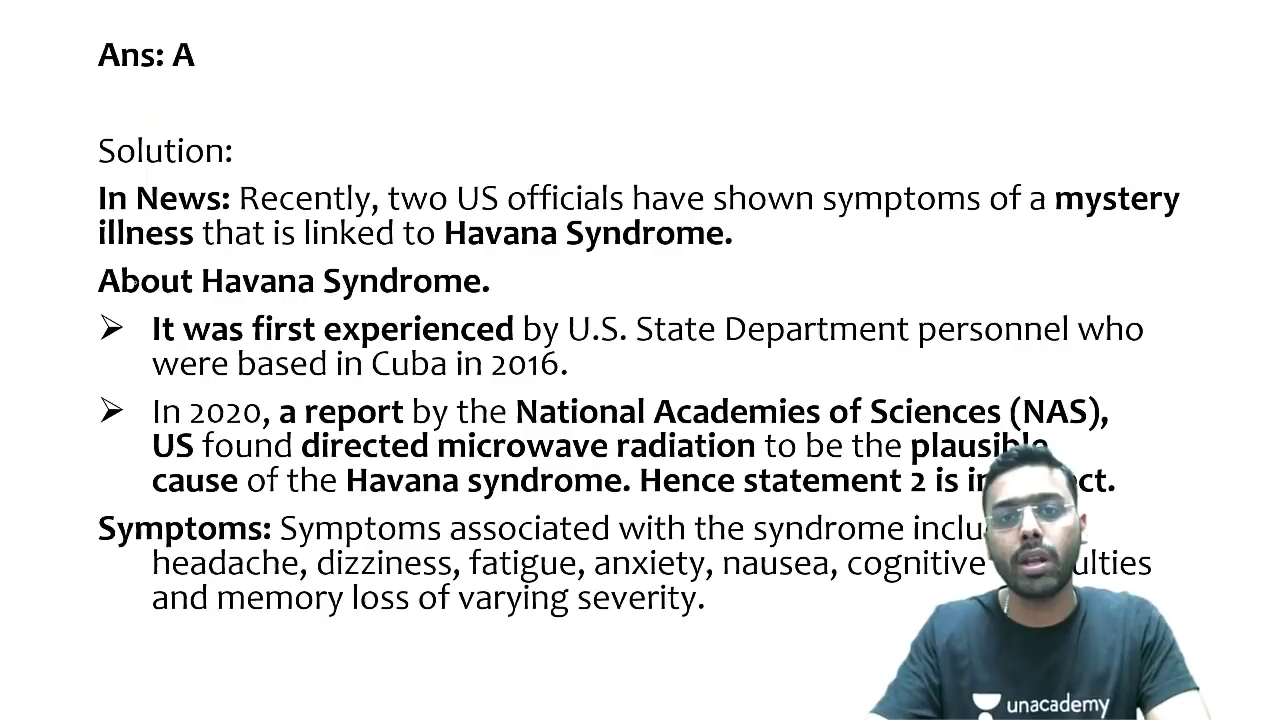 Ans: A
Solution:
In News: Recently, two US officials have shown symptoms of a mystery
illness that is linked to Havana Syndrome.
About Havana Syndrome.
➢ It was first experienced by U.S. State Department personnel who
were based in Cuba in 2016.
➢ In 2020, a report by the National Academies of Sciences (NAS),
US found directed microwave radiation to be the plausible
cause of the Havana syndrome. Hence statement 2 is
Symptoms: Symptoms associated with the syndrome
headache, dizziness, fatigue, anxiety, nausea, cognitive
and memory loss of varying severity.
unacademy